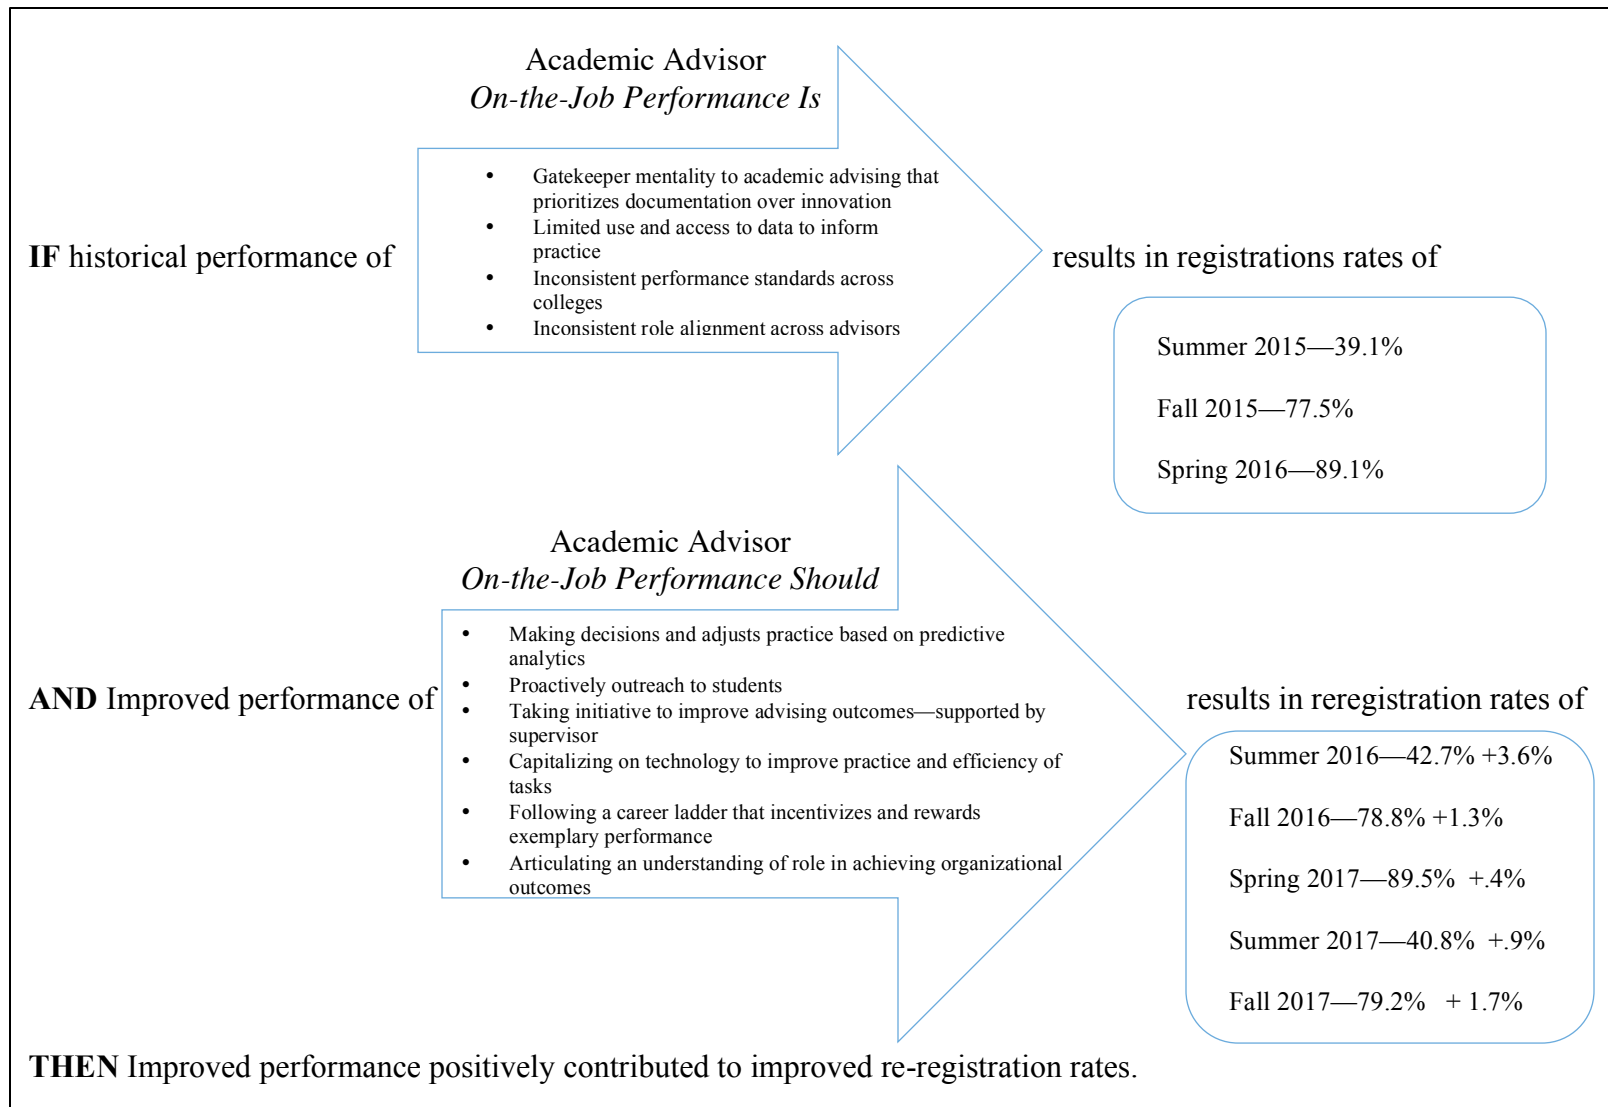 Academic Advisor
On-the-Job Performance Is
• Gatekeeper mentality to academic advising that
prioritizes documentation over innovation
• Limited use and access to data to inform
practice
• Inconsistent performance standards across
colleges
• Inconsistent role alignment across advisors
IF historical performance of
results in registrations rates of
Summer 2015—39.1%
Fall 2015—77.5%
Spring 2016—89.1%
Academic Advisor
On-the-Job Performance Should
• Making decisions and adjusts practice based on predictive
analytics
• Proactively outreach to students
• Taking initiative to improve advising outcomes—supported by
supervisor
• Capitalizing on technology to improve practice and efficiency of
tasks
• Following a career ladder that incentivizes and rewards
exemplary performance
• Articulating an understanding of role in achieving organizational
outcomes
AND Improved performance of
results in reregistration rates of
Summer 2016—42.7% +3.6%
Fall 2016—78.8% +1.3%
Spring 2017—89.5% +.4%
Summer 2017—40.8% +.9%
Fall 2017—79.2% + 1.7%
THEN Improved performance positively contributed to improved re-registration rates.